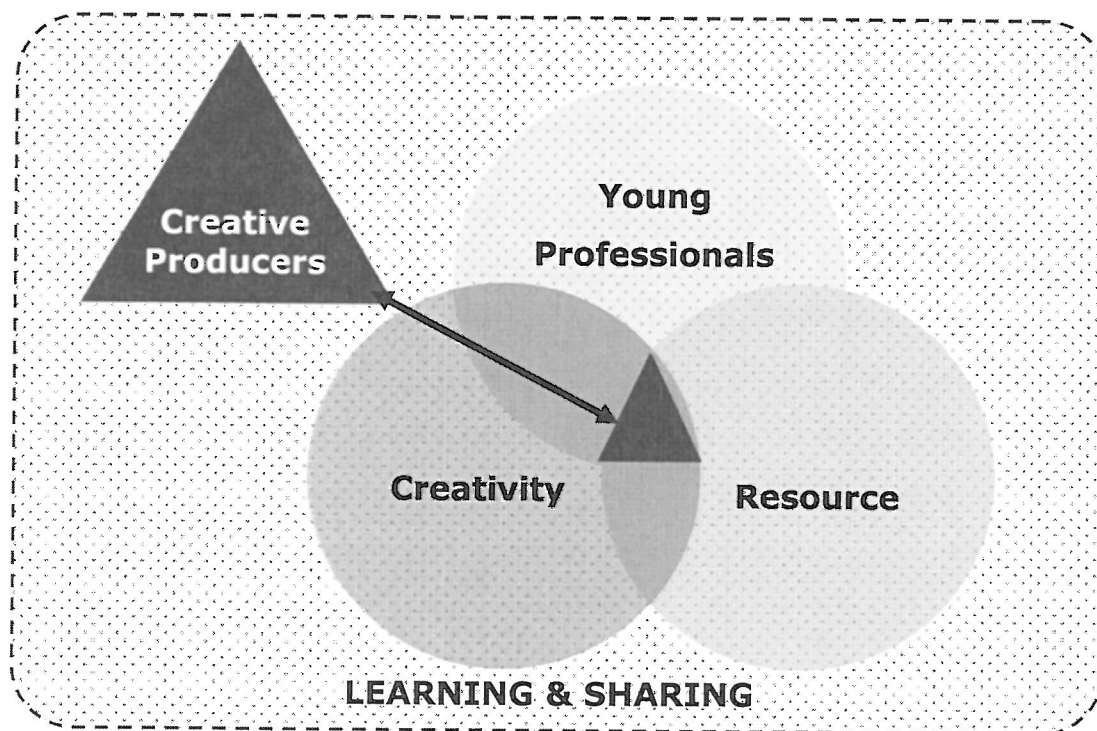 Young
Professionals
Creative
Producers
Creativity
Resource
LEARNING & SHARING